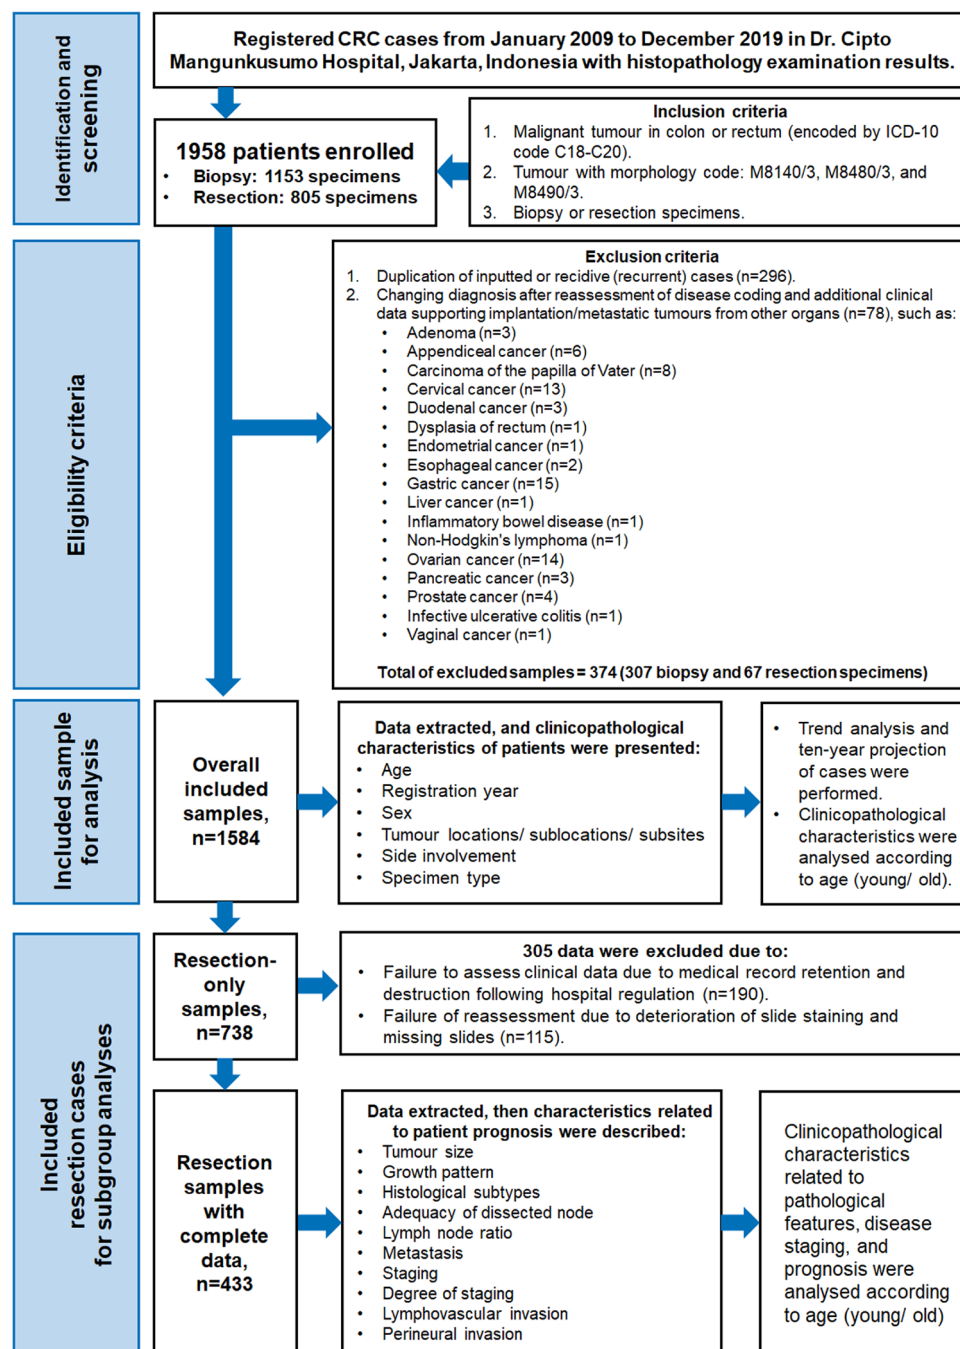 Identification and
screening
Registered CRC cases from January 2009 to December 2019 in Dr. Cipto
Mangunkusumo Hospital, Jakarta, Indonesia with histopathology examination results.
1958 patients enrolled
• Biopsy: 1153 specimens
• Resection: 805 specimens
Inclusion criteria
1. Malignant tumour in colon or rectum (encoded by ICD-10
code C18-C20).
2. Tumour with morphology code: M8140/3, M8480/3, and
M8490/3.
3. Biopsy or resection specimens.
Eligibility criteria
Exclusion criteria
1. Duplication of inputted or recidive (recurrent) cases (n=296).
2. Changing diagnosis after reassessment of disease coding and additional clinical
data supporting implantation/metastatic tumours from other organs (n=78), such as:
• Adenoma (n=3)
• Appendiceal cancer (n=6)
• Carcinoma of the papilla of Vater (n=8)
• Cervical cancer (n=13)
• Duodenal cancer (n=3)
• Dysplasia of rectum (n=1)
• Endometrial cancer (n=1)
• Esophageal cancer (n=2)
• Gastric cancer (n=15)
• Liver cancer (n=1)
• Inflammatory bowel disease (n=1)
• Non-Hodgkin's lymphoma (n=1)
• Ovarian cancer (n=14)
• Pancreatic cancer (n=3)
• Prostate cancer (n=4)
• Infective ulcerative colitis (n=1)
• Vaginal cancer (n=1)
Total of excluded samples = 374 (307 biopsy and 67 resection specimens)
Included sample
for analysis
Overall
included
samples,
n=1584
Data extracted, and clinicopathological
characteristics of patients were presented:
• Age
• Registration year
• Sex
• Tumour locations/ sublocations/ subsites
• Side involvement
• Specimen type
• Trend analysis and
ten-year projection
of cases were
performed.
• Clinicopathological
characteristics were
analysed according
to age (young/ old).
Included
resection cases
for subgroup analyses
Resection-
only
samples,
n=738
305 data were excluded due to:
• Failure to assess clinical data due to medical record retention and
destruction following hospital regulation (n=190).
• Failure of reassessment due to deterioration of slide staining and
missing slides (n=115).
Resection
samples
with
complete
data,
n=433
Data extracted, then characteristics related
to patient prognosis were described:
• Tumour size
• Growth pattern
• Histological subtypes
• Adequacy of dissected node
• Lymph node ratio
• Metastasis
• Staging
• Degree of staging
• Lymphovascular invasion
• Perineural invasion
Clinicopathological
characteristics
related to
pathological
features, disease
staging, and
prognosis were
analysed according
to age (young/ old)